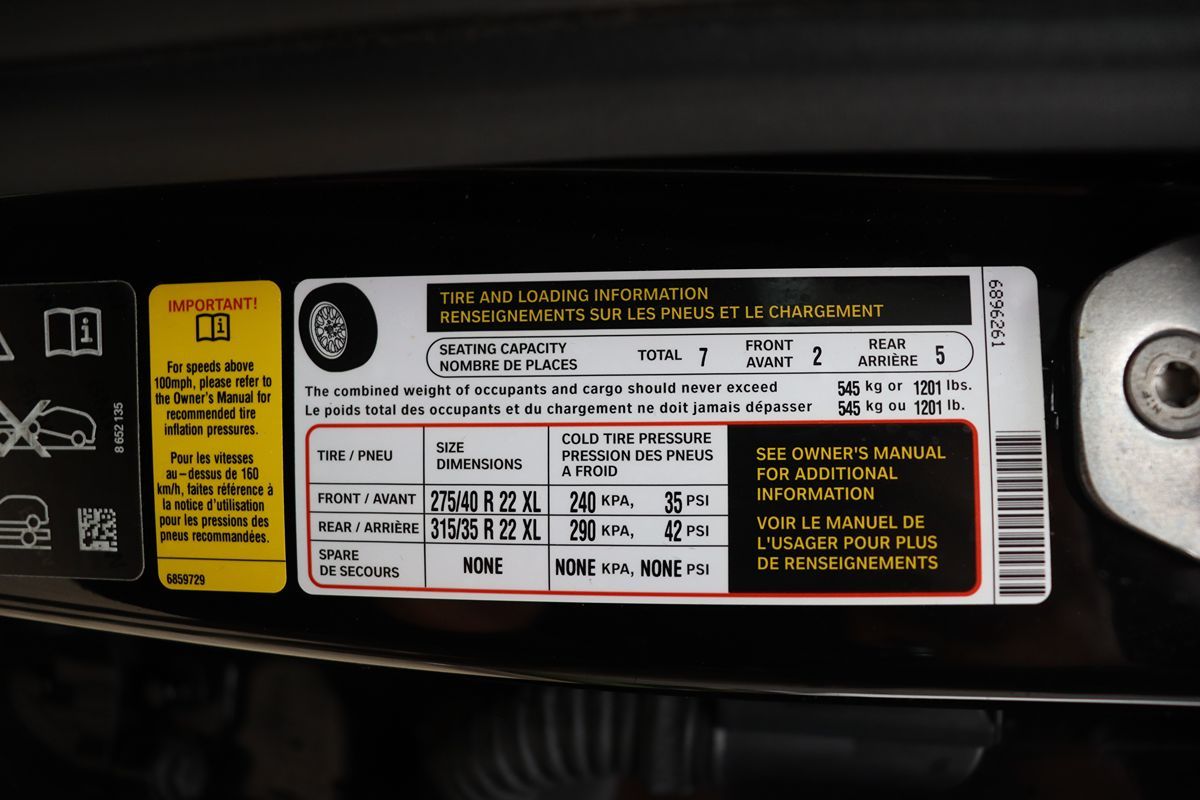 8 652 135
IMPORTANT!
For speeds above
100mph, please refer to
the Owner's Manual for
recommended tire
inflation pressures.
Pour les vitesses
au-dessus de 160
km/h, faites référence à
la notice d'utilisation
pour les pressions des
pneus recommandées.
6859729
TIRE AND LOADING INFORMATION
RENSEIGNEMENTS SUR LES PNEUS ET LE CHARGEMENT
SEATING CAPACITY
NOMBRE DE PLACES
TOTAL 7
FRONT
AVANT 2
REAR
ARRIÈRE 5
The combined weight of occupants and cargo should never exceed 545 kg or 1201 lbs.
Le poids total des occupants et du chargement ne doit jamais dépasser 545 kg ou 1201 lb.
TIRE / PNEU
SIZE
DIMENSIONS
COLD TIRE PRESSURE
PRESSION DES PNEUS
A FROID
FRONT / AVANT 275/40 R 22 XL 240 KPA, 35 PSI
REAR / ARRIÈRE 315/35 R 22 XL 290 KPA, 42 PSI
SPARE
DE SECOURS NONE NONE KPA, NONE PSI
SEE OWNER'S MANUAL
FOR ADDITIONAL
INFORMATION
VOIR LE MANUEL DE
L'USAGER POUR PLUS
DE RENSEIGNEMENTS
6896261